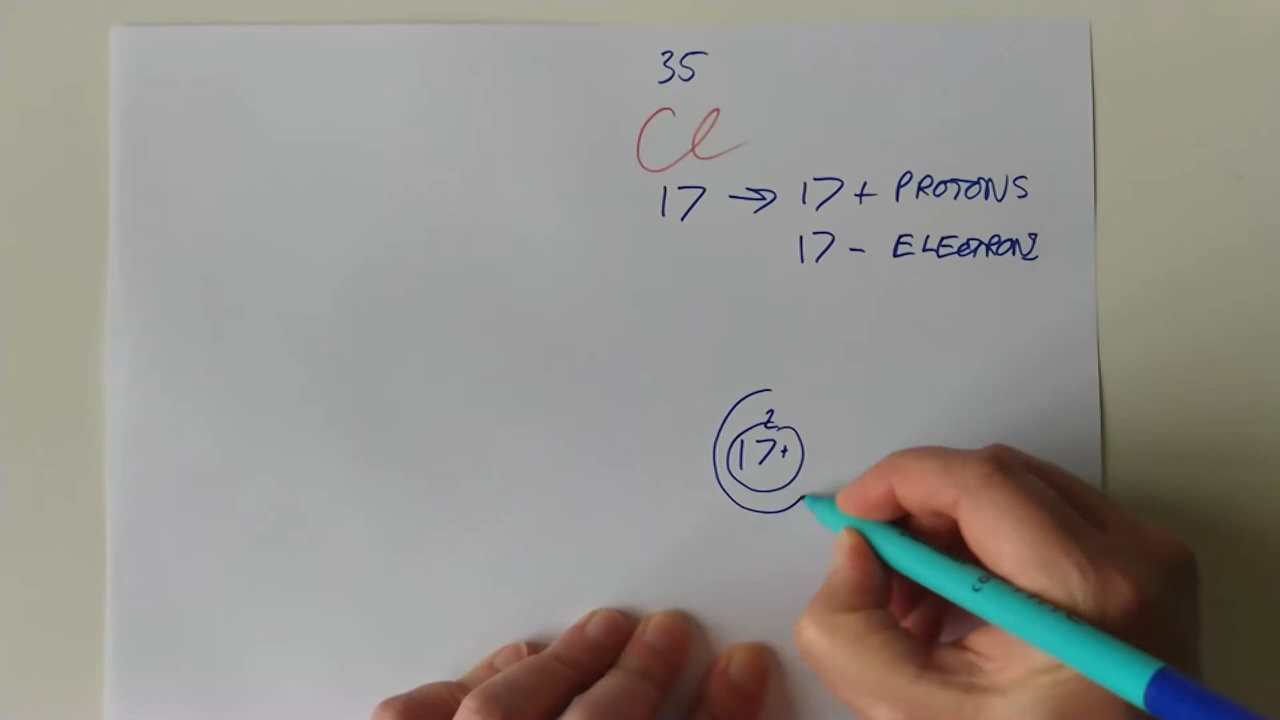 35
Cl
17 → 17 + PROTONS
17 - ELECTRONS
2
17+